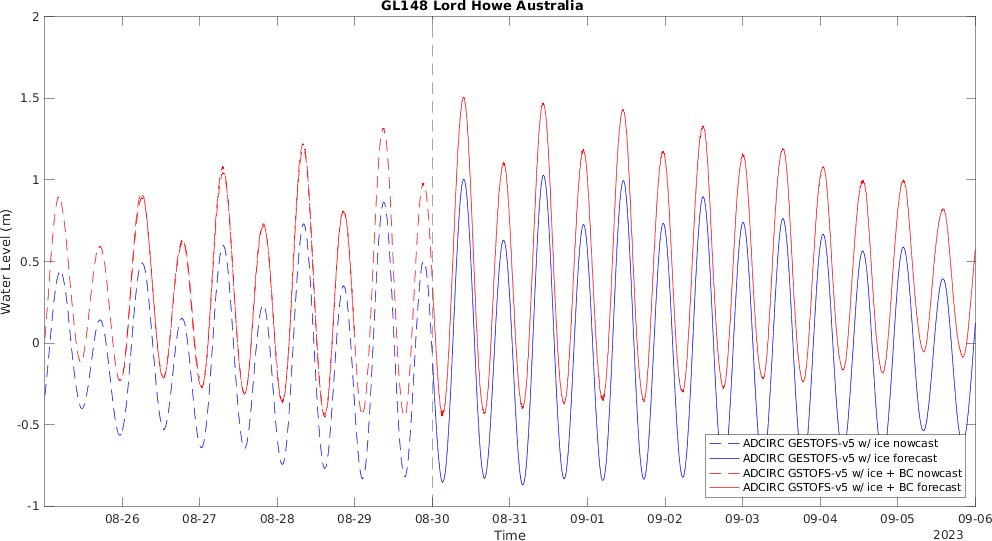 GL148 Lord Howe Australia
Water Level (m)
2
1.5
1
0.5
0
-0.5
-1
ADCIRC GESTOFS-v5 w/ ice nowcast
ADCIRC GESTOFS-v5 w/ ice forecast
ADCIRC GSTOFS-v5 w/ ice + BC nowcast
ADCIRC GSTOFS-v5 w/ ice + BC forecast
08-26 08-27 08-28 08-29 08-30 08-31 09-01 09-02 09-03 09-04 09-05 09-06
Time
2023